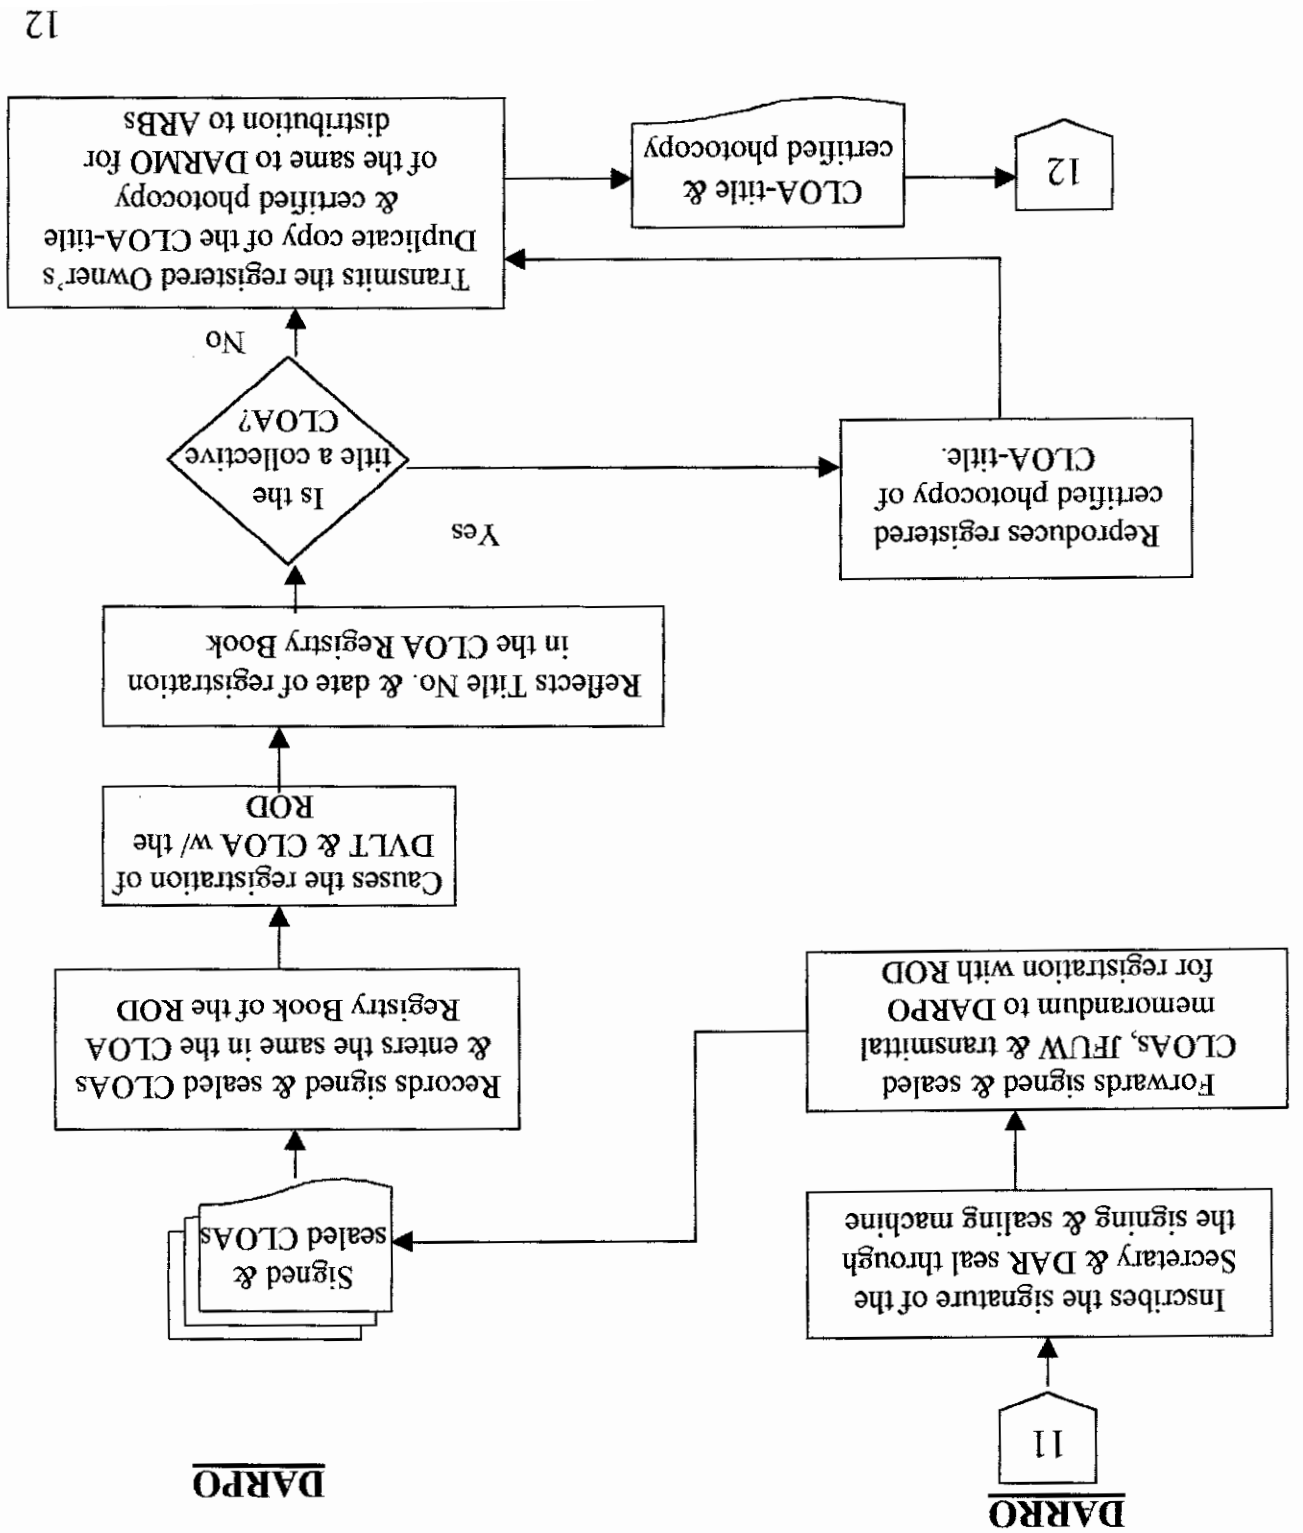 DARRO
11
Inscribes the signature of the
Secretary & DAR seal through
the signing & sealing machine
Forwards signed & sealed
CLOAs, JFUW & transmittal
memorandum to DARPO
for registration with ROD
DARPO
Signed &
sealed CLOAs
Records signed & sealed CLOAs
& enters the same in the CLOA
Registry Book of the ROD
Causes the registration of
DVLT & CLOA w/ the
ROD
Reflects Title No. & date of registration
in the CLOA Registry Book
Is the
title a collective
CLOA?
Yes
No
Reproduces registered
certified photocopy of
CLOA-title.
Transmits the registered Owner's
Duplicate copy of the CLOA-title
& certified photocopy
of the same to DARMO for
distribution to ARBs
CLOA-title &
certified photocopy
12
12